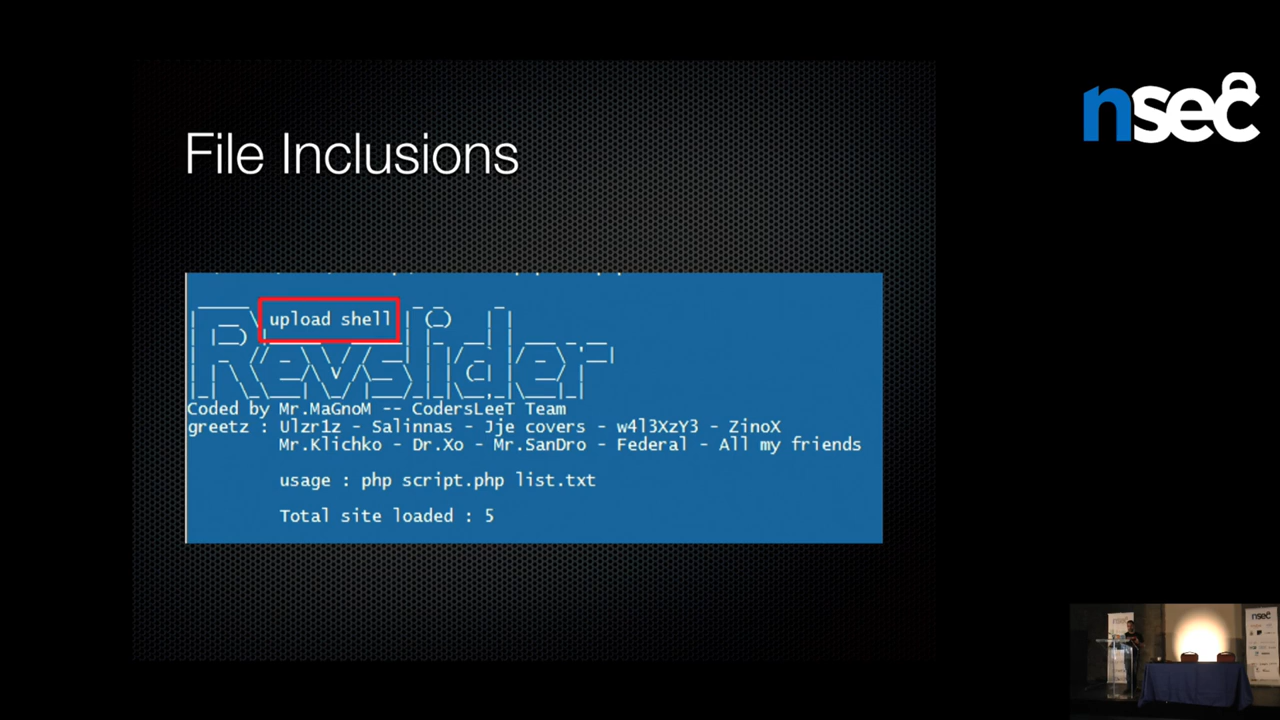 nsec
File Inclusions
upload shell
Revslider
Coded by Mr.MaGnoM -- CodersLeeT Team
greetz : Ulzr1z - Salinnas - Jje covers - w4l3XzY3 - ZinoX
Mr.Klichko - Dr.Xo - Mr.SanDro - Federal - All my friends
usage : php script.php list.txt
Total site loaded : 5
nsec